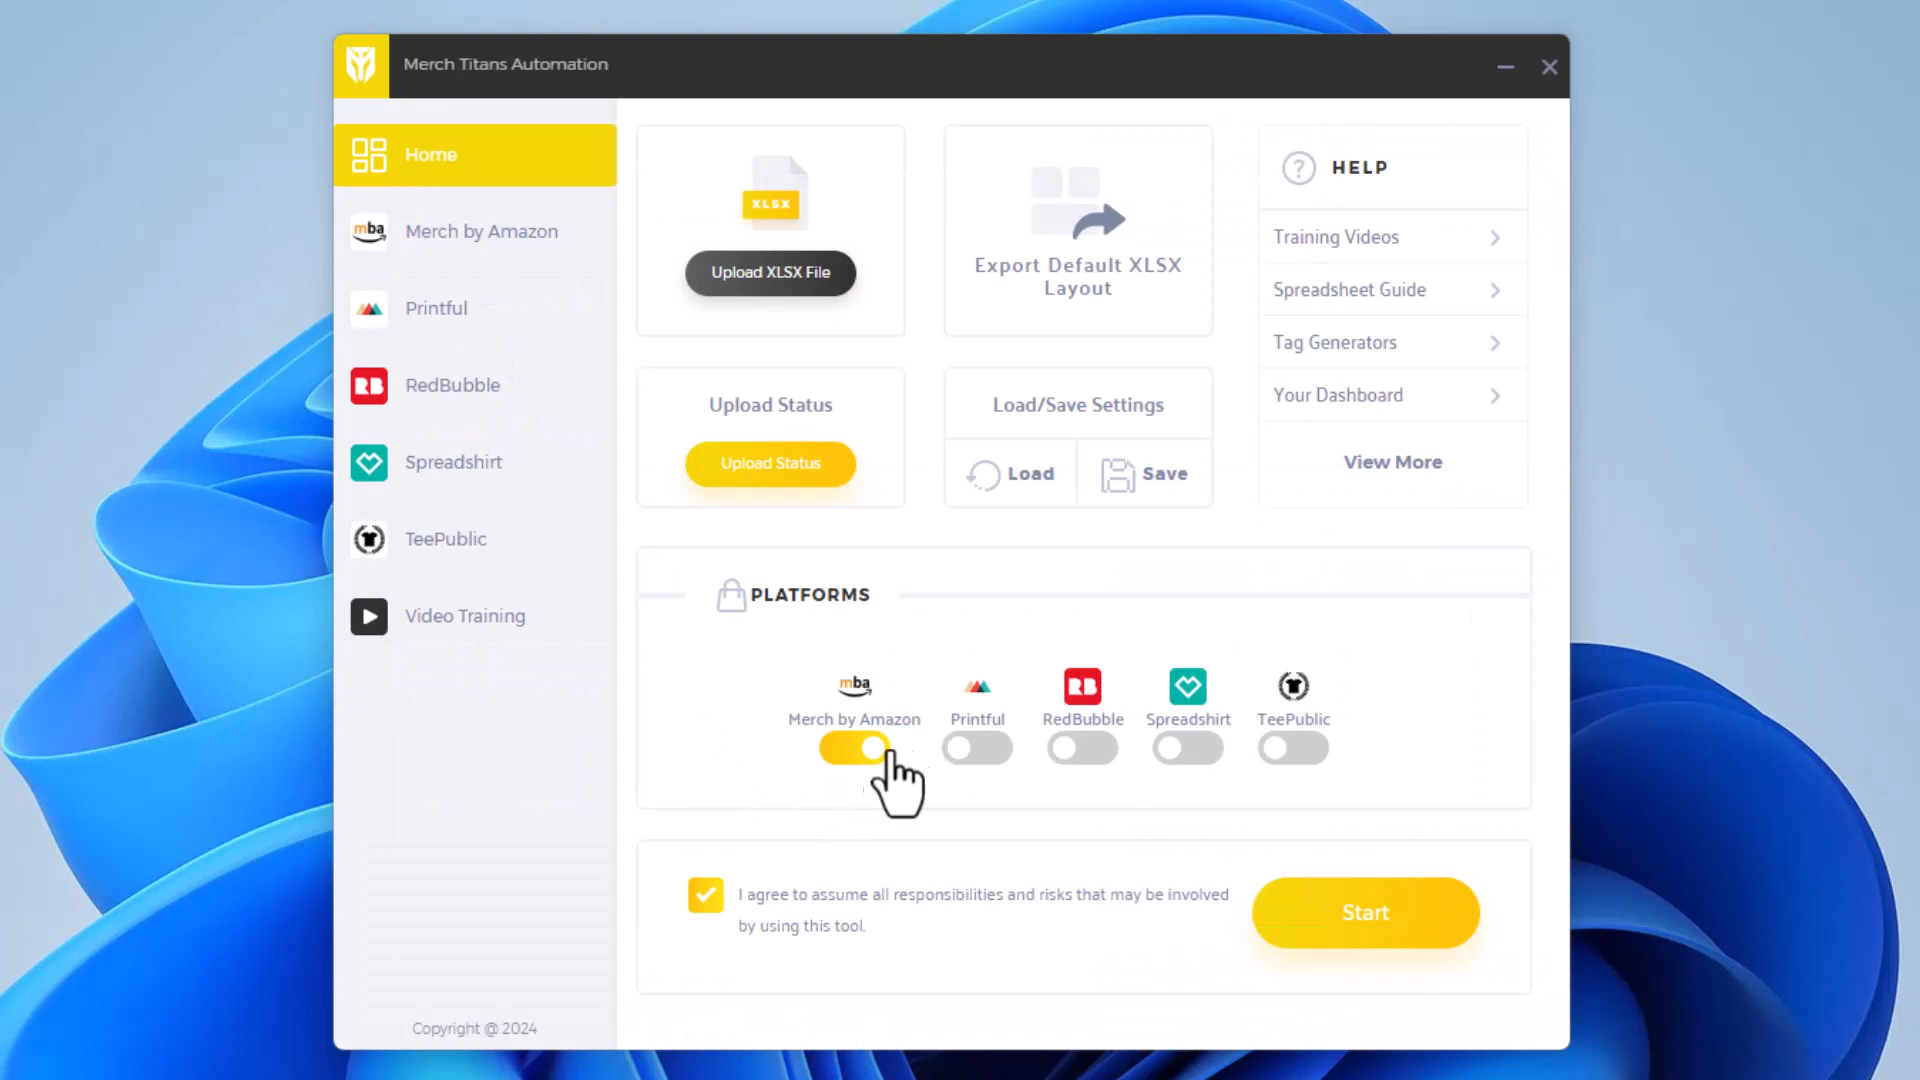 Merch Titans Automation
Home
mba
Merch by Amazon
Printful
RB
RedBubble
Spreadshirt
TeePublic
Video Training
Copyright @ 2024
XLSX
Upload XLSX File
Export Default XLSX
Layout
? HELP
Training Videos
Spreadsheet Guide
Tag Generators
Your Dashboard
View More
Upload Status
Upload Status
Load/Save Settings
Load
Save
PLATFORMS
mba
RB
Merch by Amazon
Printful
RedBubble
Spreadshirt
TeePublic
I agree to assume all responsibilities and risks that may be involved
by using this tool.
Start